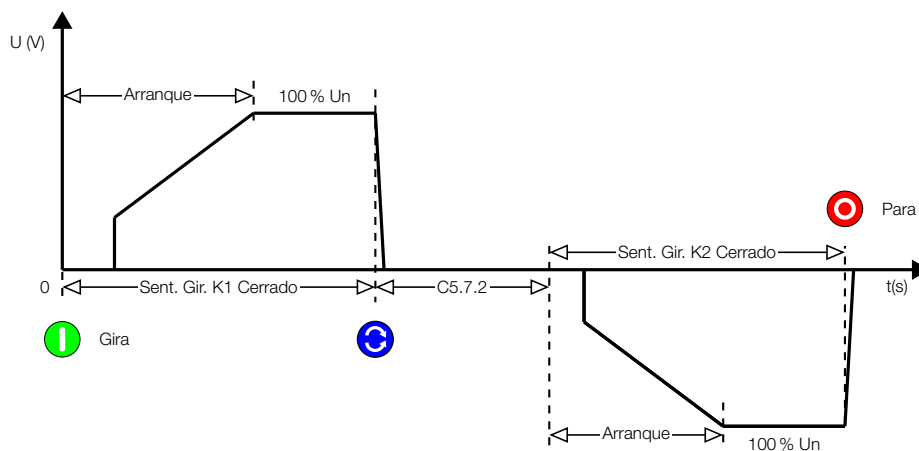 U (V)
Arranque
100 % Un
Para
Sent. Gir. K2 Cerrado
0
Sent. Gir. K1 Cerrado
C5.7.2
t(s)
Gira
Arranque
100 % Un